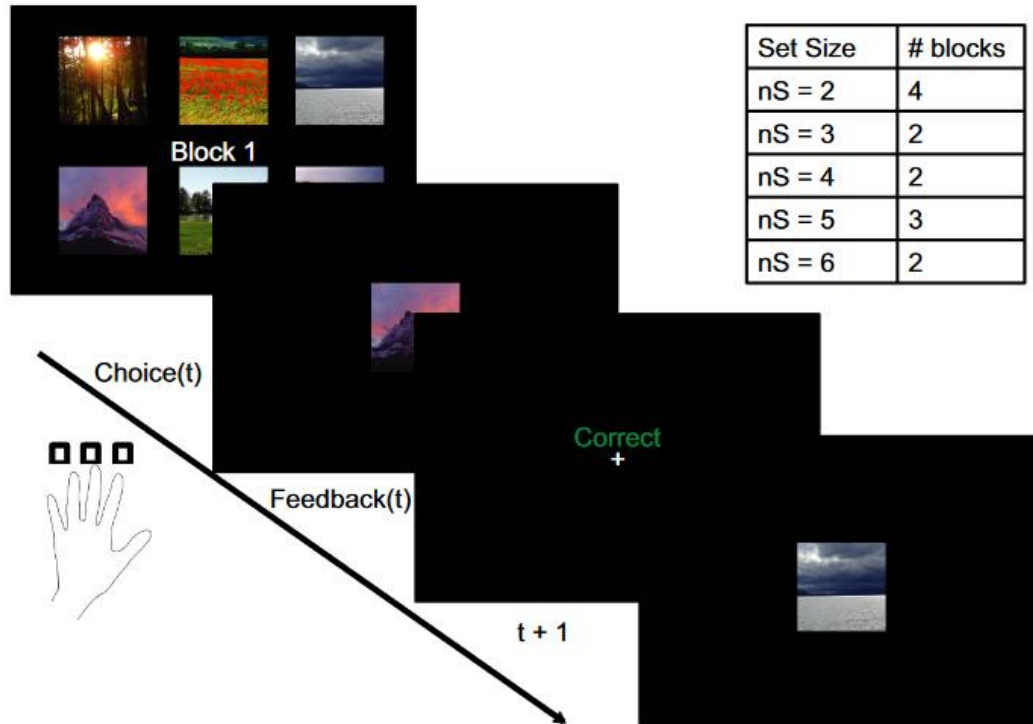 Block 1
Set Size # blocks
nS = 2 4
nS = 3 2
nS = 4 2
nS = 5 3
nS = 6 2
Choice(t)
Correct
+
Feedback(t)
t + 1